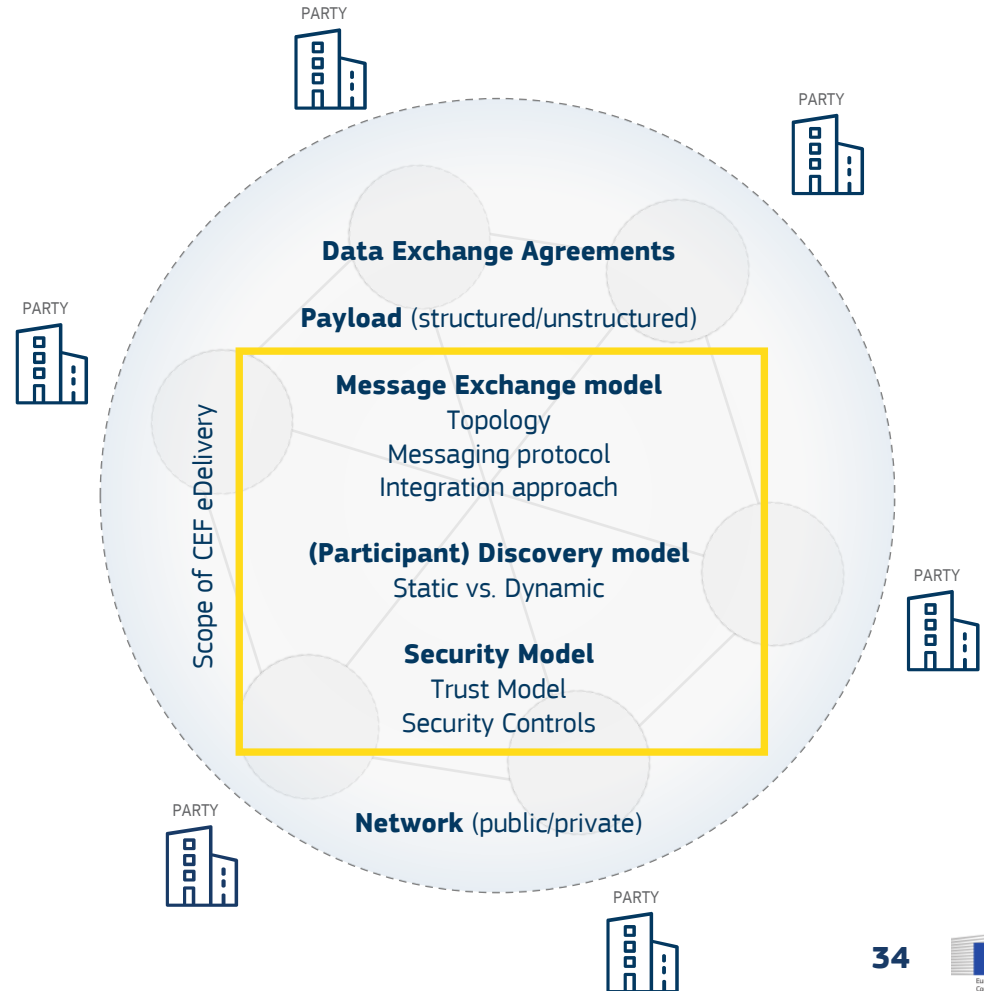 PARTY
PARTY
Data Exchange Agreements
Payload (structured/unstructured)
PARTY
Message Exchange model
Topology
Messaging protocol
Integration approach
Scope of CEF eDelivery
(Participant) Discovery model
Static vs. Dynamic
PARTY
Security Model
Trust Model
Security Controls
PARTY
Network (public/private)
PARTY
34